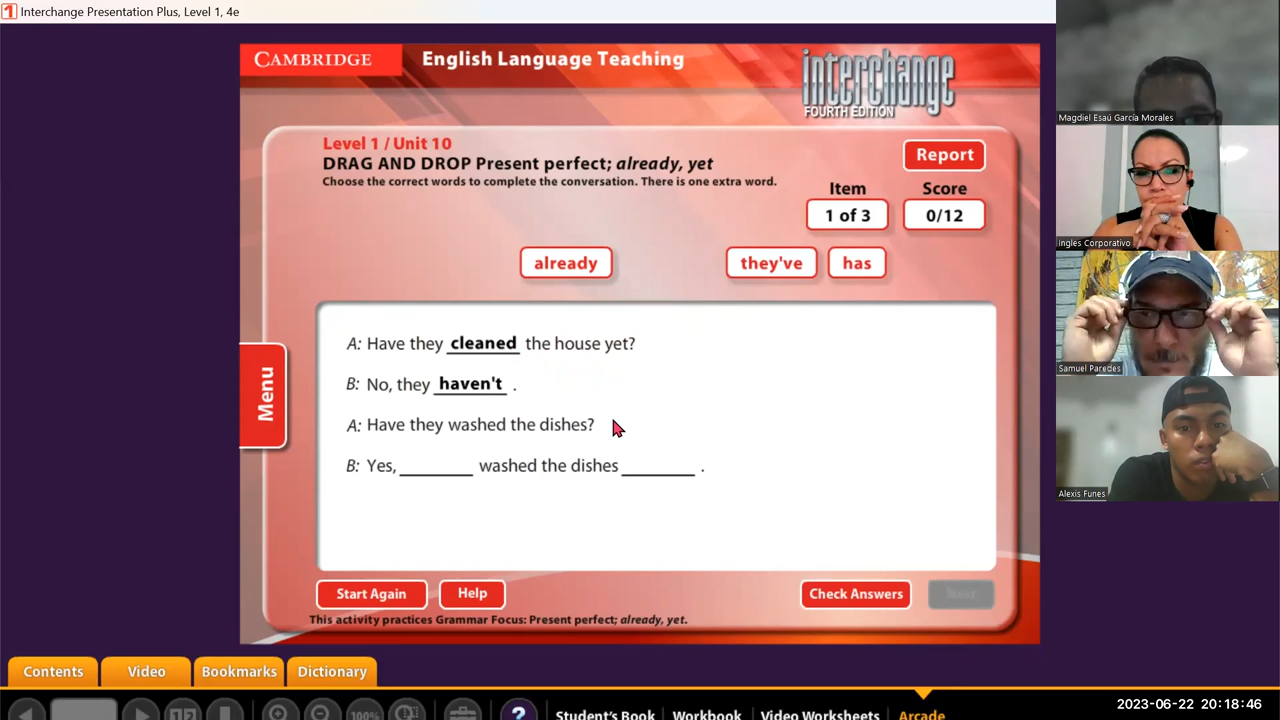 Interchange Presentation Plus, Level 1, 4e
CAMBRIDGE
English Language Teaching
interchange
FOURTH EDITION
Level 1 / Unit 10
DRAG AND DROP Present perfect; already, yet
Choose the correct words to complete the conversation. There is one extra word.
Report
Item
Score
1 of 3
0/12
already
they've
has
A: Have they cleaned the house yet?
B: No, they haven't .
A: Have they washed the dishes?
B: Yes, ________ washed the dishes ________ .
Menu
Start Again
Help
Check Answers
Next
This activity practices Grammar Focus: Present perfect; already, yet.
Contents
Video
Bookmarks
Dictionary
100%
?
Student's Book
Workbook
Video Worksheets
Arcade
Magdiel Esaú García Morales
Ingles Corporativo
Samuel Paredes
Alexis Funes
2023-06-22 20:18:46